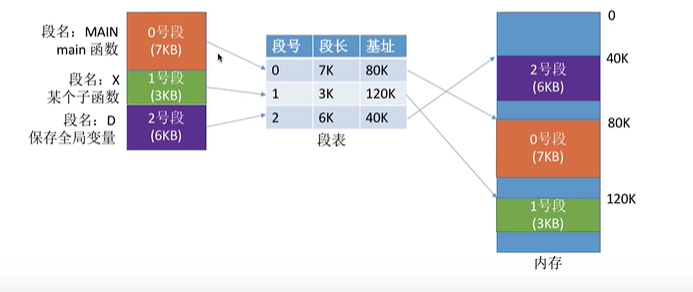 段名：MAIN
main 函数
0号段
(7KB)
段名：X
某个子函数
1号段
(3KB)
段名：D
保存全局变量
2号段
(6KB)
段号 段长 基址
0 7K 80K
1 3K 120K
2 6K 40K
段表
0
40K
2号段
(6KB)
80K
0号段
(7KB)
120K
1号段
(3KB)
内存